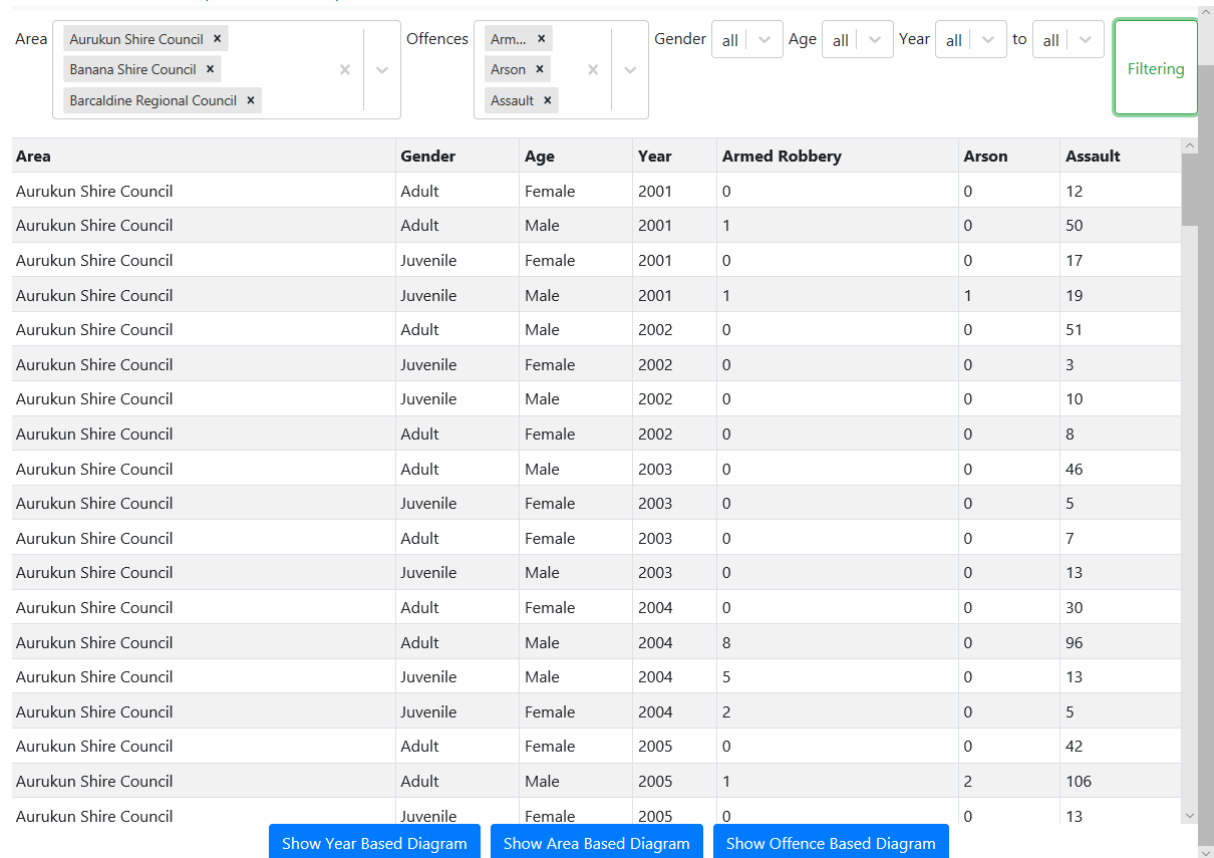 Area Aurukun Shire Council × Offences Arm... × Gender all Age all Year all to all
Banana Shire Council × Arson × Filtering
Barcaldine Regional Council × Assault ×
Area Gender Age Year Armed Robbery Arson Assault
Aurukun Shire Council Adult Female 2001 0 0 12
Aurukun Shire Council Adult Male 2001 1 0 50
Aurukun Shire Council Juvenile Female 2001 0 0 17
Aurukun Shire Council Juvenile Male 2001 1 1 19
Aurukun Shire Council Adult Male 2002 0 0 51
Aurukun Shire Council Juvenile Female 2002 0 0 3
Aurukun Shire Council Juvenile Male 2002 0 0 10
Aurukun Shire Council Adult Female 2002 0 0 8
Aurukun Shire Council Adult Male 2003 0 0 46
Aurukun Shire Council Juvenile Female 2003 0 0 5
Aurukun Shire Council Adult Female 2003 0 0 7
Aurukun Shire Council Juvenile Male 2003 0 0 13
Aurukun Shire Council Adult Female 2004 0 0 30
Aurukun Shire Council Adult Male 2004 8 0 96
Aurukun Shire Council Juvenile Male 2004 5 0 13
Aurukun Shire Council Juvenile Female 2004 2 0 5
Aurukun Shire Council Adult Female 2005 0 0 42
Aurukun Shire Council Adult Male 2005 1 2 106
Aurukun Shire Council Juvenile Female 2005 0 0 13
Show Year Based Diagram Show Area Based Diagram Show Offence Based Diagram